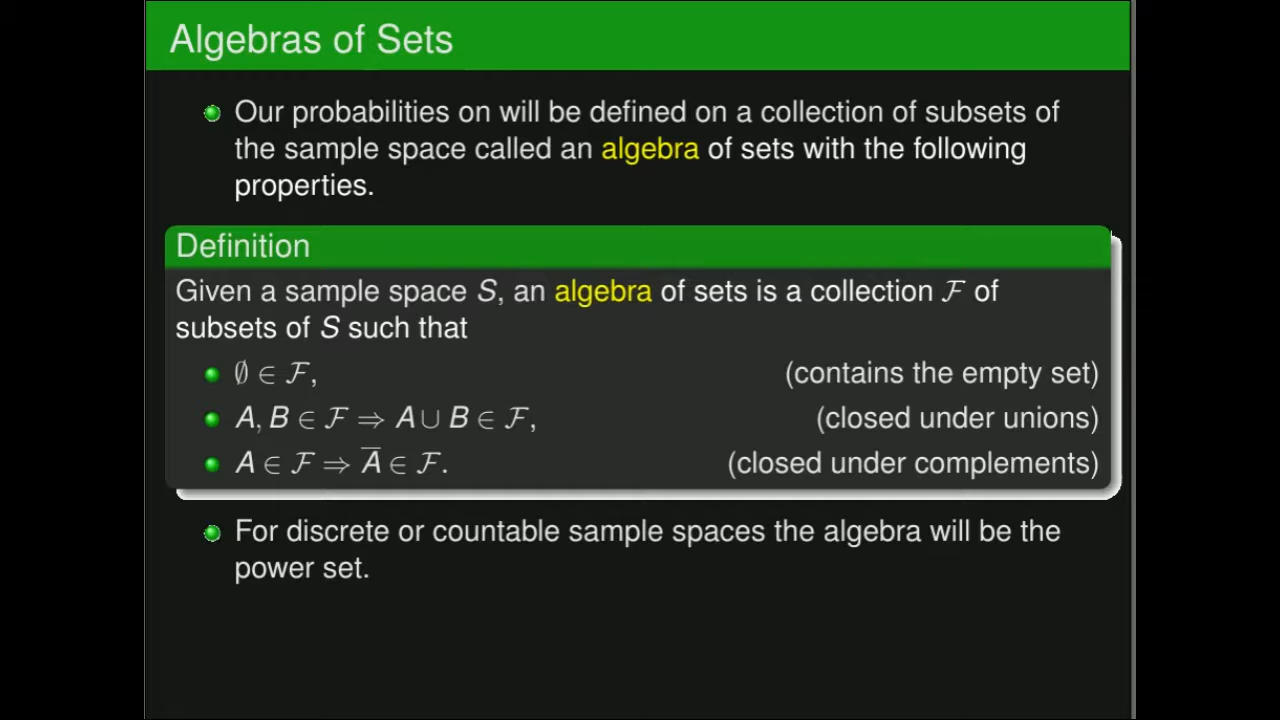 Algebras of Sets
Our probabilities on will be defined on a collection of subsets of
the sample space called an algebra of sets with the following
properties.
Definition
Given a sample space S, an algebra of sets is a collection ℱ of
subsets of S such that
∅ ∈ ℱ, (contains the empty set)
A, B ∈ ℱ ⇒ A ∪ B ∈ ℱ, (closed under unions)
A ∈ ℱ ⇒ A̅ ∈ ℱ. (closed under complements)
For discrete or countable sample spaces the algebra will be the
power set.